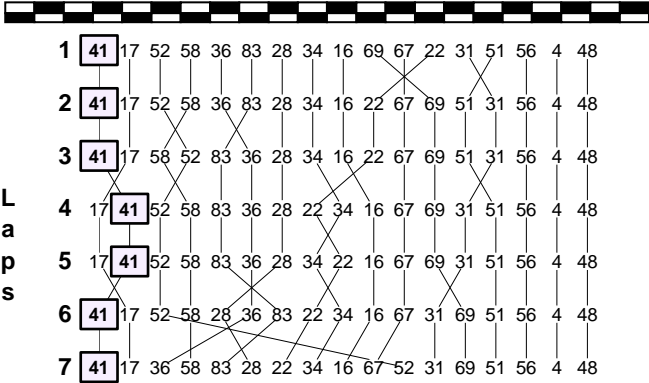 1 41 17 52 58 36 83 28 34 16 69 67 22 31 51 56 4 48
2 41 17 52 58 36 83 28 34 16 22 67 69 51 31 56 4 48
3 41 17 58 52 83 36 28 34 16 22 67 69 51 31 56 4 48
4 17 41 52 58 83 36 28 22 34 16 67 69 31 51 56 4 48
5 17 41 52 58 83 36 28 34 22 16 67 69 31 51 56 4 48
6 41 17 52 58 28 36 83 22 34 16 67 31 69 51 56 4 48
7 41 17 36 58 83 28 22 34 16 67 52 31 69 51 56 4 48
Laps